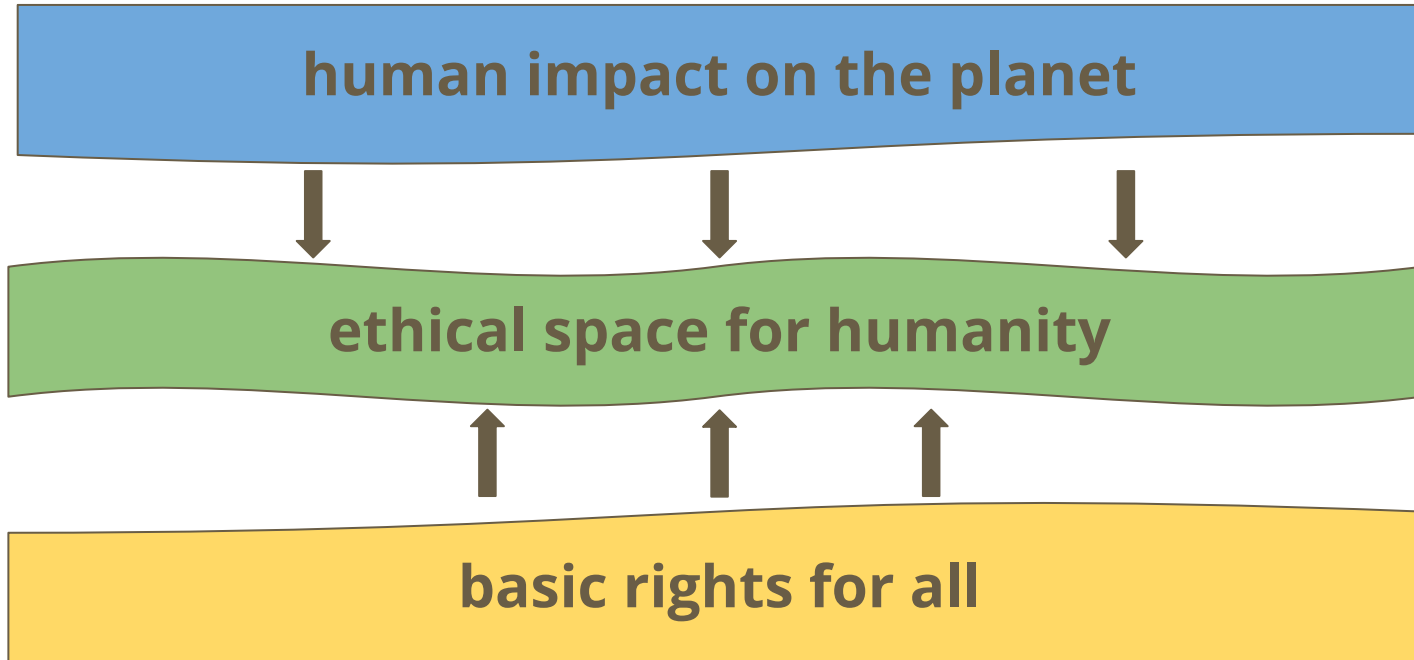 human impact on the planet
ethical space for humanity
basic rights for all